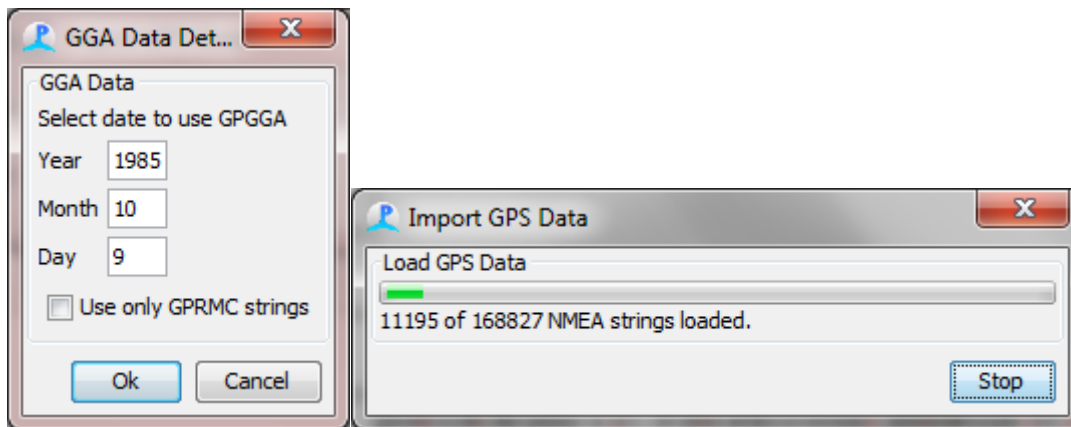 GGA Data Det...
GGA Data
Select date to use GPGGA
Year 1985
Month 10
Day 9
Use only GPRMC strings
Ok Cancel
Import GPS Data
Load GPS Data
11195 of 168827 NMEA strings loaded.
Stop